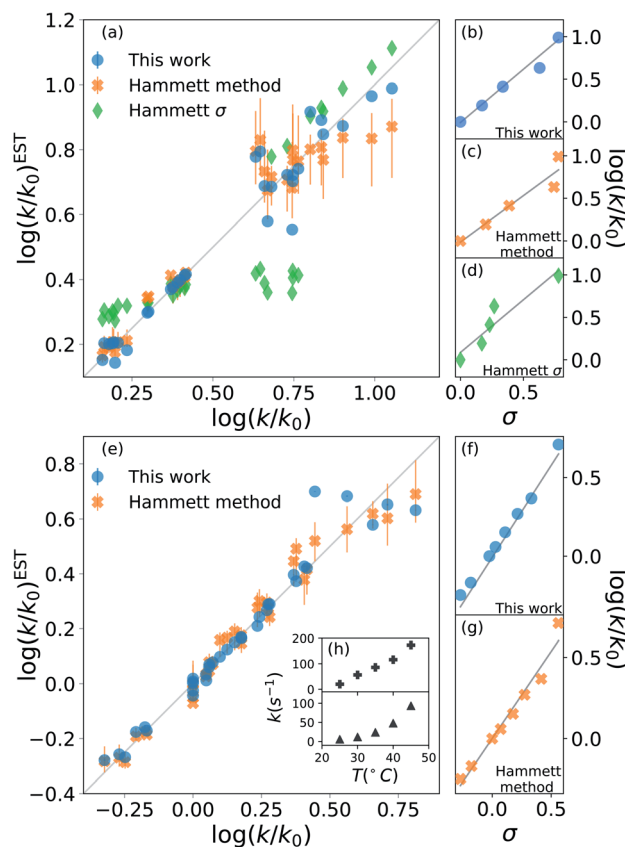 (a)
This work
Hammett method
Hammett σ
log(k/k₀)^EST
1.0
0.8
0.6
0.4
0.2
0.25
0.50
0.75
1.00
log(k/k₀)
(b)
This work
1.0
0.5
0.0
(c)
Hammett
method
1.0
0.5
0.0
(d)
Hammett σ
1.0
0.5
0.0
log(k/k₀)
0.0
0.5
σ
(e)
This work
Hammett method
log(k/k₀)^EST
0.8
0.6
0.4
0.2
0.0
−0.2
−0.4
−0.25
0.00
0.25
0.50
0.75
log(k/k₀)
(h)
k(s⁻¹)
200
100
0
100
50
0
20
30
40
50
T(°C)
(f)
This work
0.5
0.0
(g)
Hammett
method
0.5
0.0
log(k/k₀)
0.0
0.5
σ